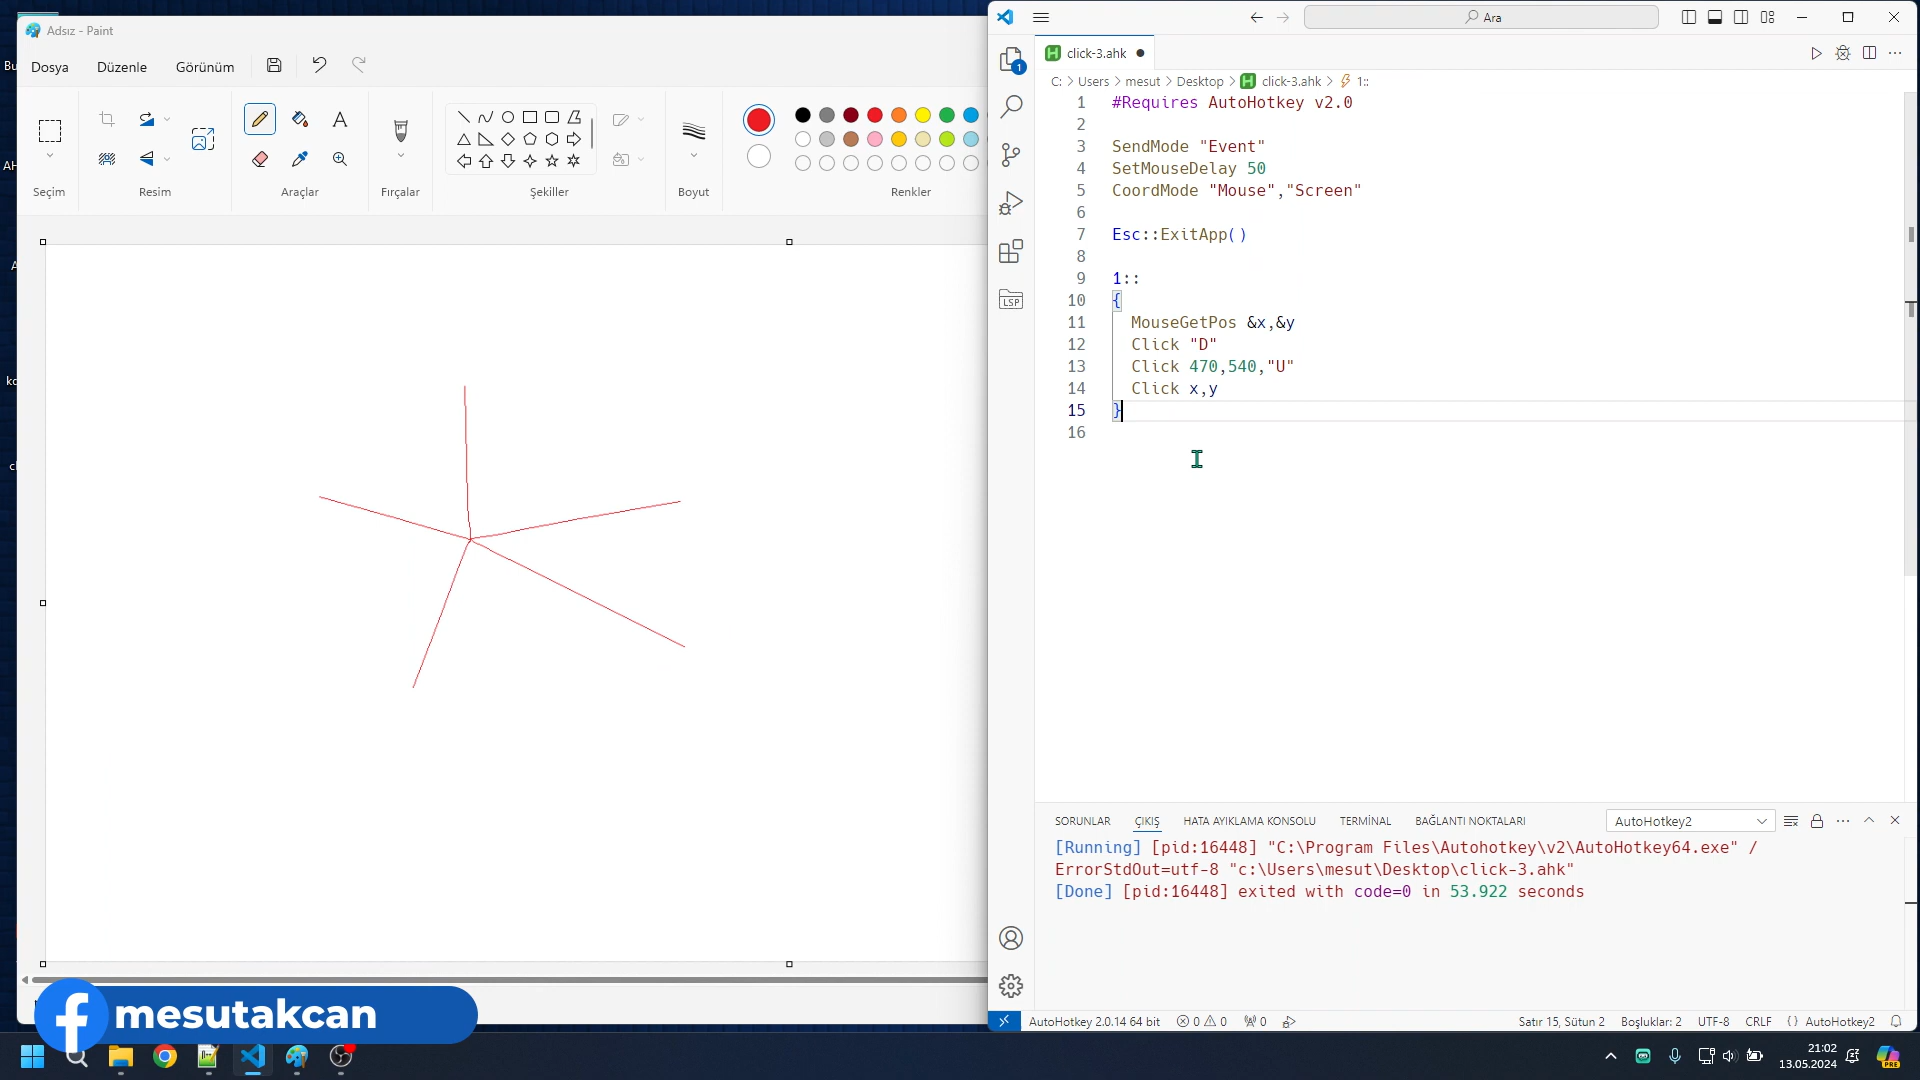 Adsız - Paint
Dosya
Düzenle
Görünüm
Seçim
Resim
Araçlar
Fırçalar
Şekiller
Boyut
Renkler
Ara
click-3.ahk
1
C: > Users > mesut > Desktop > click-3.ahk > 1::
1 #Requires AutoHotkey v2.0
2
3 SendMode "Event"
4 SetMouseDelay 50
5 CoordMode "Mouse","Screen"
6
7 Esc::ExitApp()
8
9 1::
10 {
11 MouseGetPos &x,&y
12 Click "D"
13 Click 470,540,"U"
14 Click x,y
15 }
16
LSP
SORUNLAR
ÇIKIŞ
HATA AYIKLAMA KONSOLU
TERMİNAL
BAĞLANTI NOKTALARI
AutoHotkey2
[Running] [pid:16448] "C:\Program Files\Autohotkey\v2\AutoHotkey64.exe" /
ErrorStdOut=utf-8 "c:\Users\mesut\Desktop\click-3.ahk"
[Done] [pid:16448] exited with code=0 in 53.922 seconds
mesutakcan
AutoHotkey 2.0.14 64 bit
0 0
0
Satır 15, Sütun 2
Boşluklar: 2
UTF-8
CRLF
{ } AutoHotkey2
21:02
13.05.2024
PRE